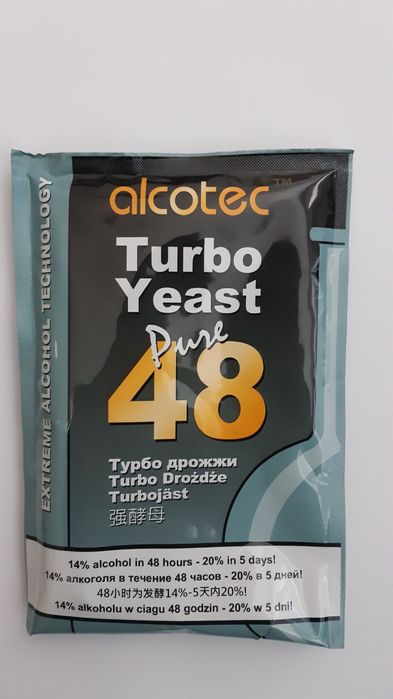 alcotec™
Turbo
Yeast
Pure
48
Турбо дрожжи
Turbo Drożdże
Turbojäst
强酵母
14% alcohol in 48 hours - 20% in 5 days!
14% алкоголя в течение 48 часов - 20% в 5 дней!
48小时为发酵14%-5天内20%!
14% alkoholu w ciagu 48 godzin - 20% w 5 dni!
EXTREME ALCOHOL TECHNOLOGY